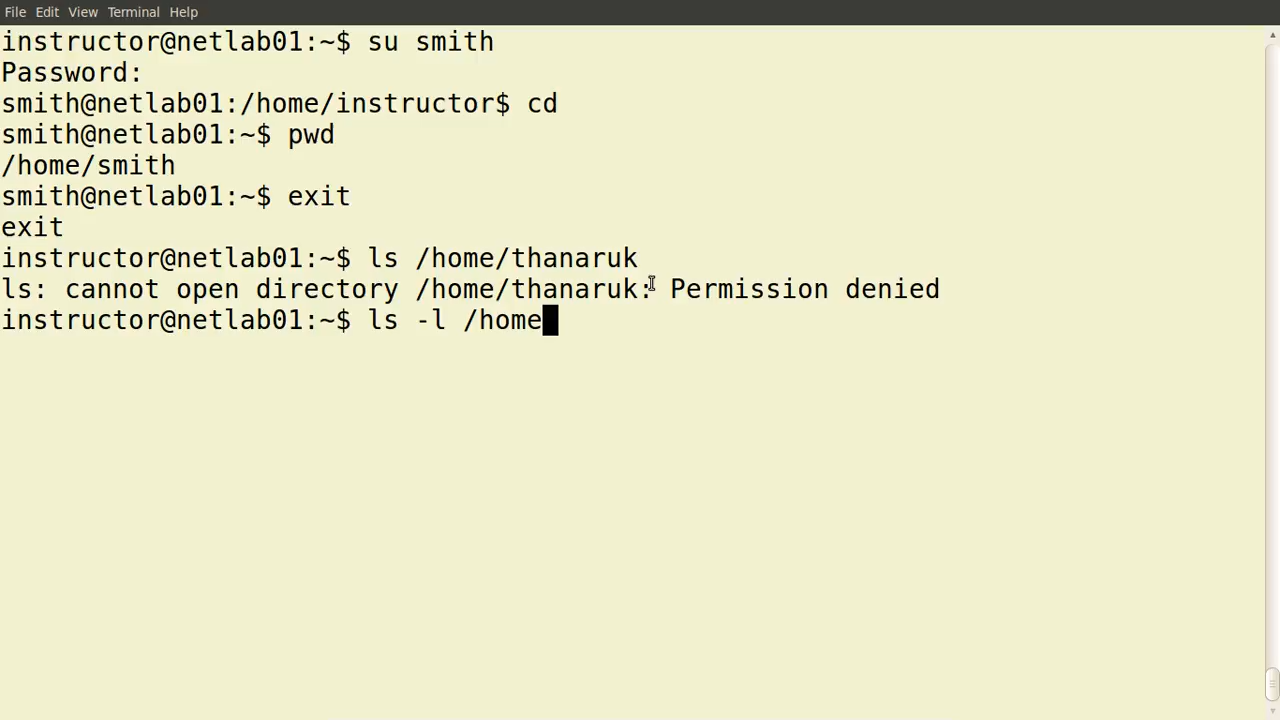 File Edit View Terminal Help
instructor@netlab01:~$ su smith
Password:
smith@netlab01:/home/instructor$ cd
smith@netlab01:~$ pwd
/home/smith
smith@netlab01:~$ exit
exit
instructor@netlab01:~$ ls /home/thanaruk
ls: cannot open directory /home/thanaruk: Permission denied
instructor@netlab01:~$ ls -l /home